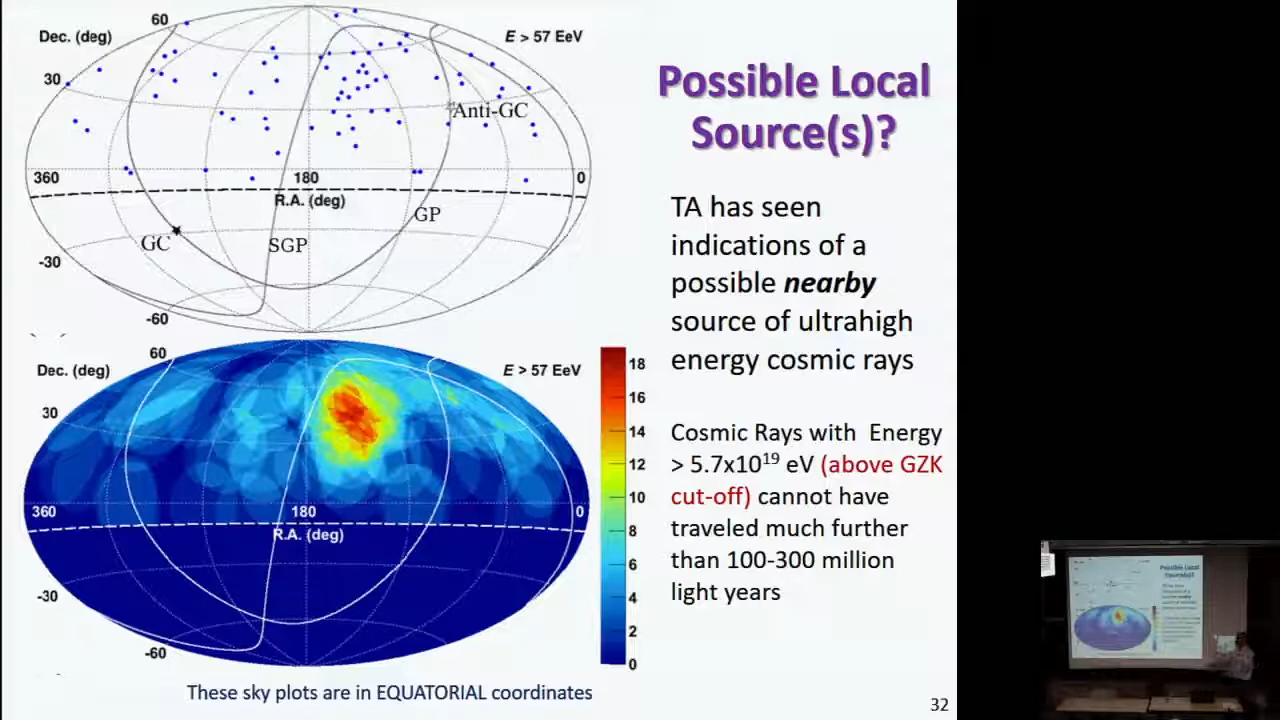 60
Dec. (deg)
E > 57 EeV
30
Anti-GC
360
180
0
R.A. (deg)
GP
GC
SGP
-30
-60
60
Dec. (deg)
E > 57 EeV
30
360
180
0
R.A. (deg)
-30
-60
18
16
14
12
10
8
6
4
2
0
These sky plots are in EQUATORIAL coordinates
Possible Local
Source(s)?
TA has seen
indications of a
possible nearby
source of ultrahigh
energy cosmic rays
Cosmic Rays with Energy
> 5.7x10¹⁹ eV (above GZK
cut-off) cannot have
traveled much further
than 100-300 million
light years
32
Possible Local
Source(s)?